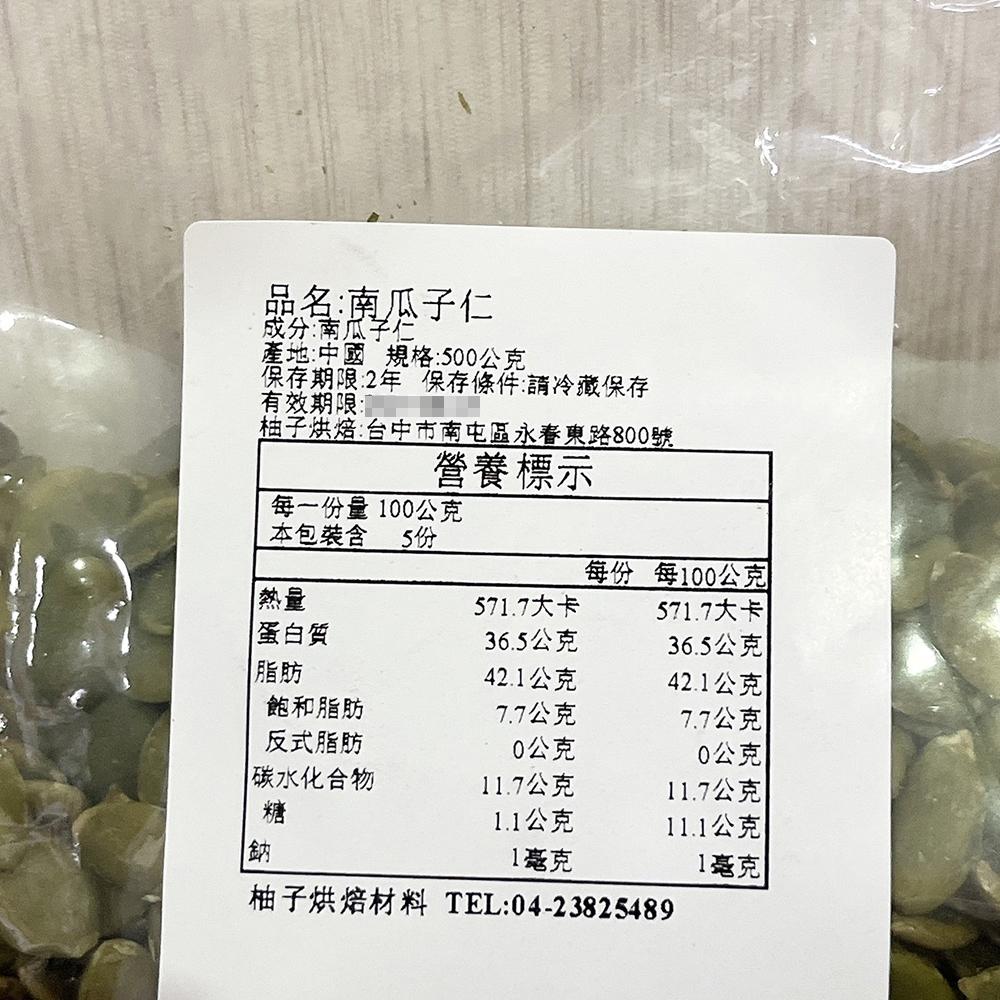 品名:南瓜子仁
成分:南瓜子仁
產地:中國 規格:500公克
保存期限:2年 保存條件:請冷藏保存
有效期限:
柚子烘焙:台中市南屯區永春東路800號
營養標示
每一份量 100公克
本包裝含 5份
每份 每100公克
熱量 571.7大卡 571.7大卡
蛋白質 36.5公克 36.5公克
脂肪 42.1公克 42.1公克
飽和脂肪 7.7公克 7.7公克
反式脂肪 0公克 0公克
碳水化合物 11.7公克 11.7公克
糖 1.1公克 11.1公克
鈉 1毫克 1毫克
柚子烘焙材料 TEL:04-23825489